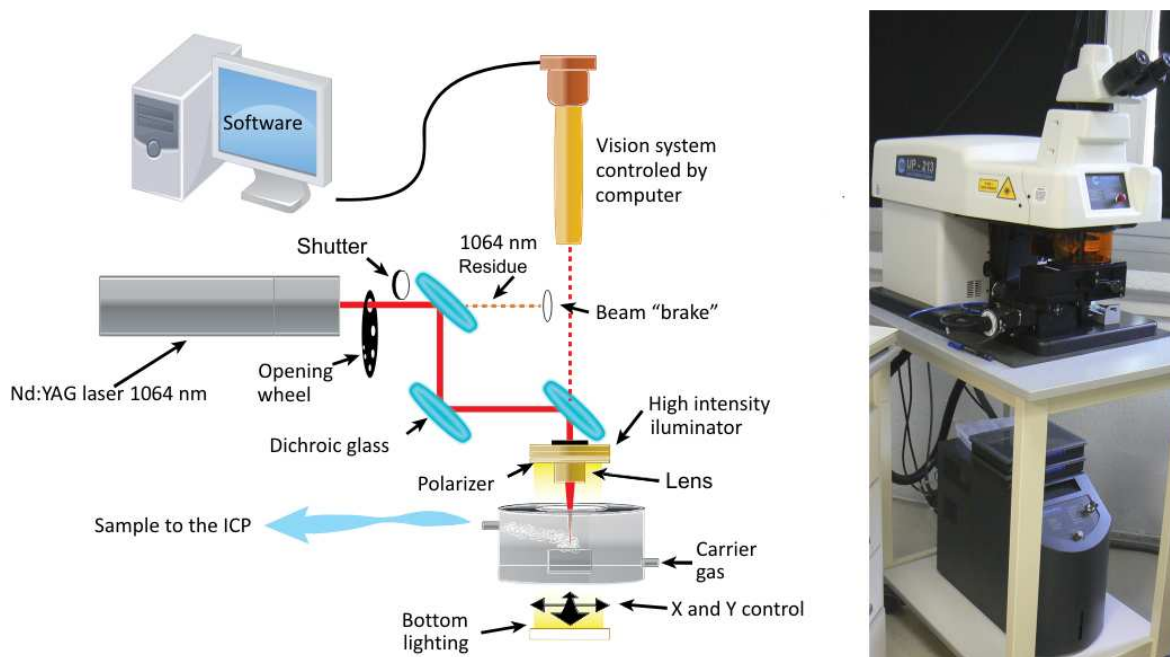 Software
Vision system
controled by
computer
1064 nm
Residue
Shutter
Beam “brake”
Opening
wheel
Nd:YAG laser 1064 nm
Dichroic glass
High intensity
iluminator
Polarizer
Lens
Sample to the ICP
Carrier
gas
X and Y control
Bottom
lighting
UP - 213